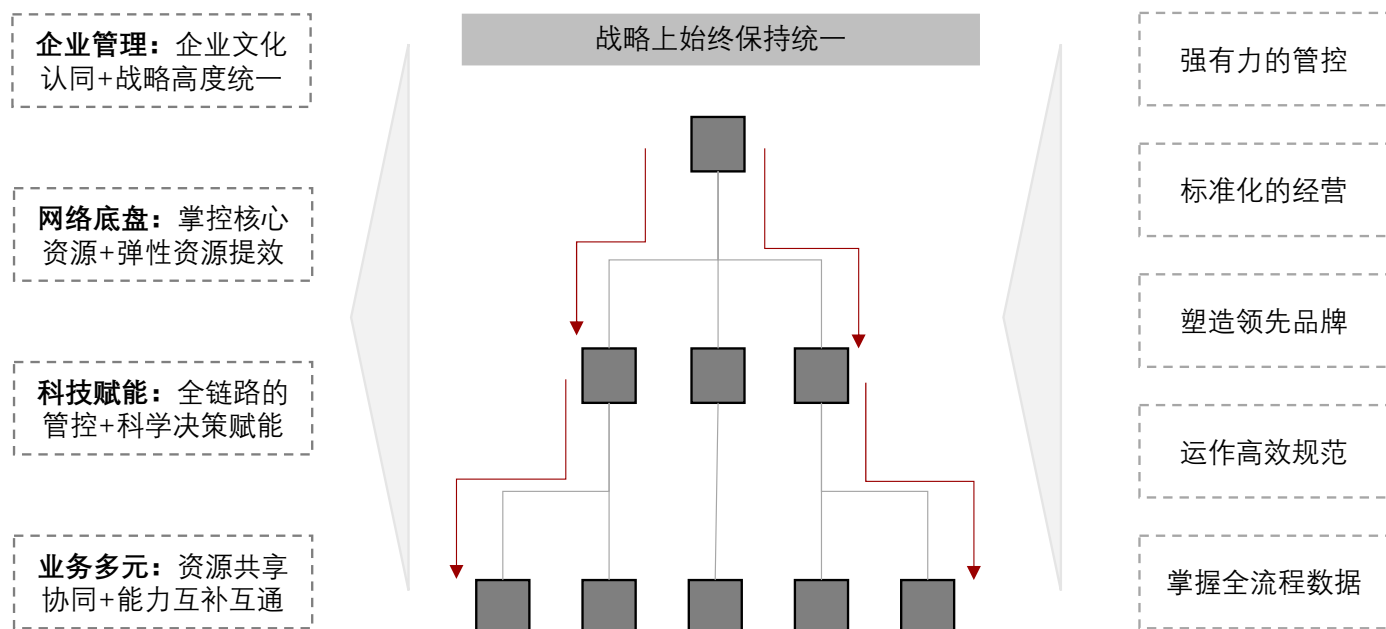 企业管理：企业文化
认同+战略高度统一
网络底盘：掌控核心
资源+弹性资源提效
科技赋能：全链路的
管控+科学决策赋能
业务多元：资源共享
协同+能力互补互通
战略上始终保持统一
强有力的管控
标准化的经营
塑造领先品牌
运作高效规范
掌握全流程数据